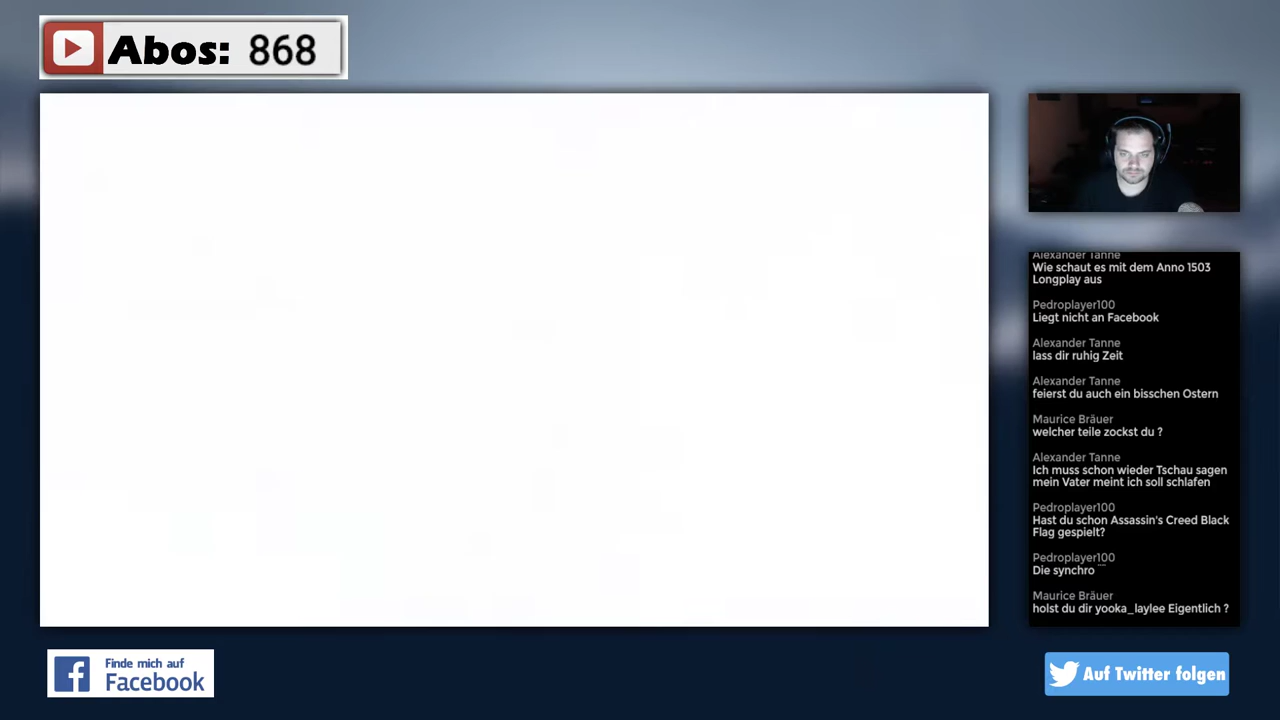 Abos: 868
Alexander Tanne
Wie schaut es mit dem Anno 1503
Longplay aus
Pedroplayer100
Liegt nicht an Facebook
Alexander Tanne
lass dir ruhig Zeit
Alexander Tanne
feierst du auch ein bisschen Ostern
Maurice Bräuer
welcher teile zockst du ?
Alexander Tanne
Ich muss schon wieder Tschau sagen
mein Vater meint ich soll schlafen
Pedroplayer100
Hast du schon Assassin's Creed Black
Flag gespielt?
Pedroplayer100
Die synchro ^^
Maurice Bräuer
holst du dir yooka_laylee Eigentlich ?
Finde mich auf
Facebook
Auf Twitter folgen